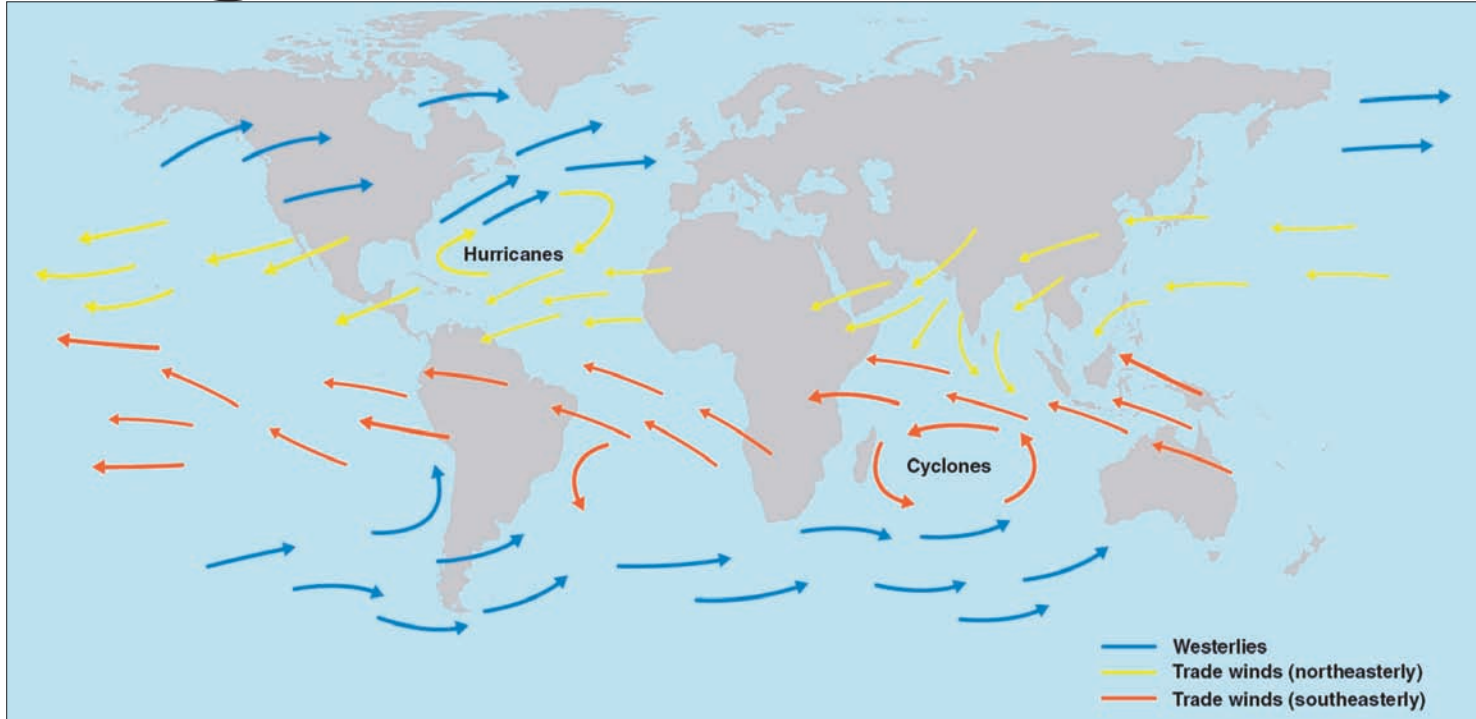 Hurricanes
Cyclones
Westerlies
Trade winds (northeasterly)
Trade winds (southeasterly)